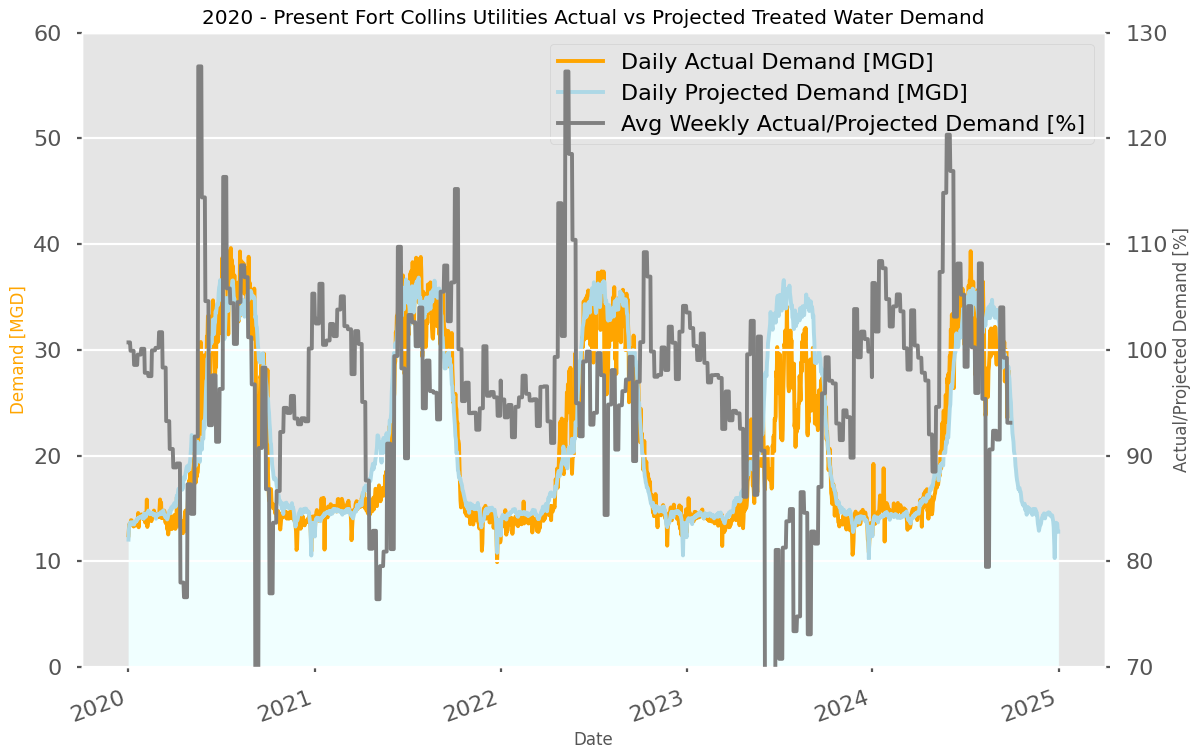 2020 - Present Fort Collins Utilities Actual vs Projected Treated Water Demand
60
50
40
30
20
10
0
Demand [MGD]
Daily Actual Demand [MGD]
Daily Projected Demand [MGD]
Avg Weekly Actual/Projected Demand [%]
130
120
110
100
90
80
70
Actual/Projected Demand [%]
2020
2021
2022
2023
2024
2025
Date